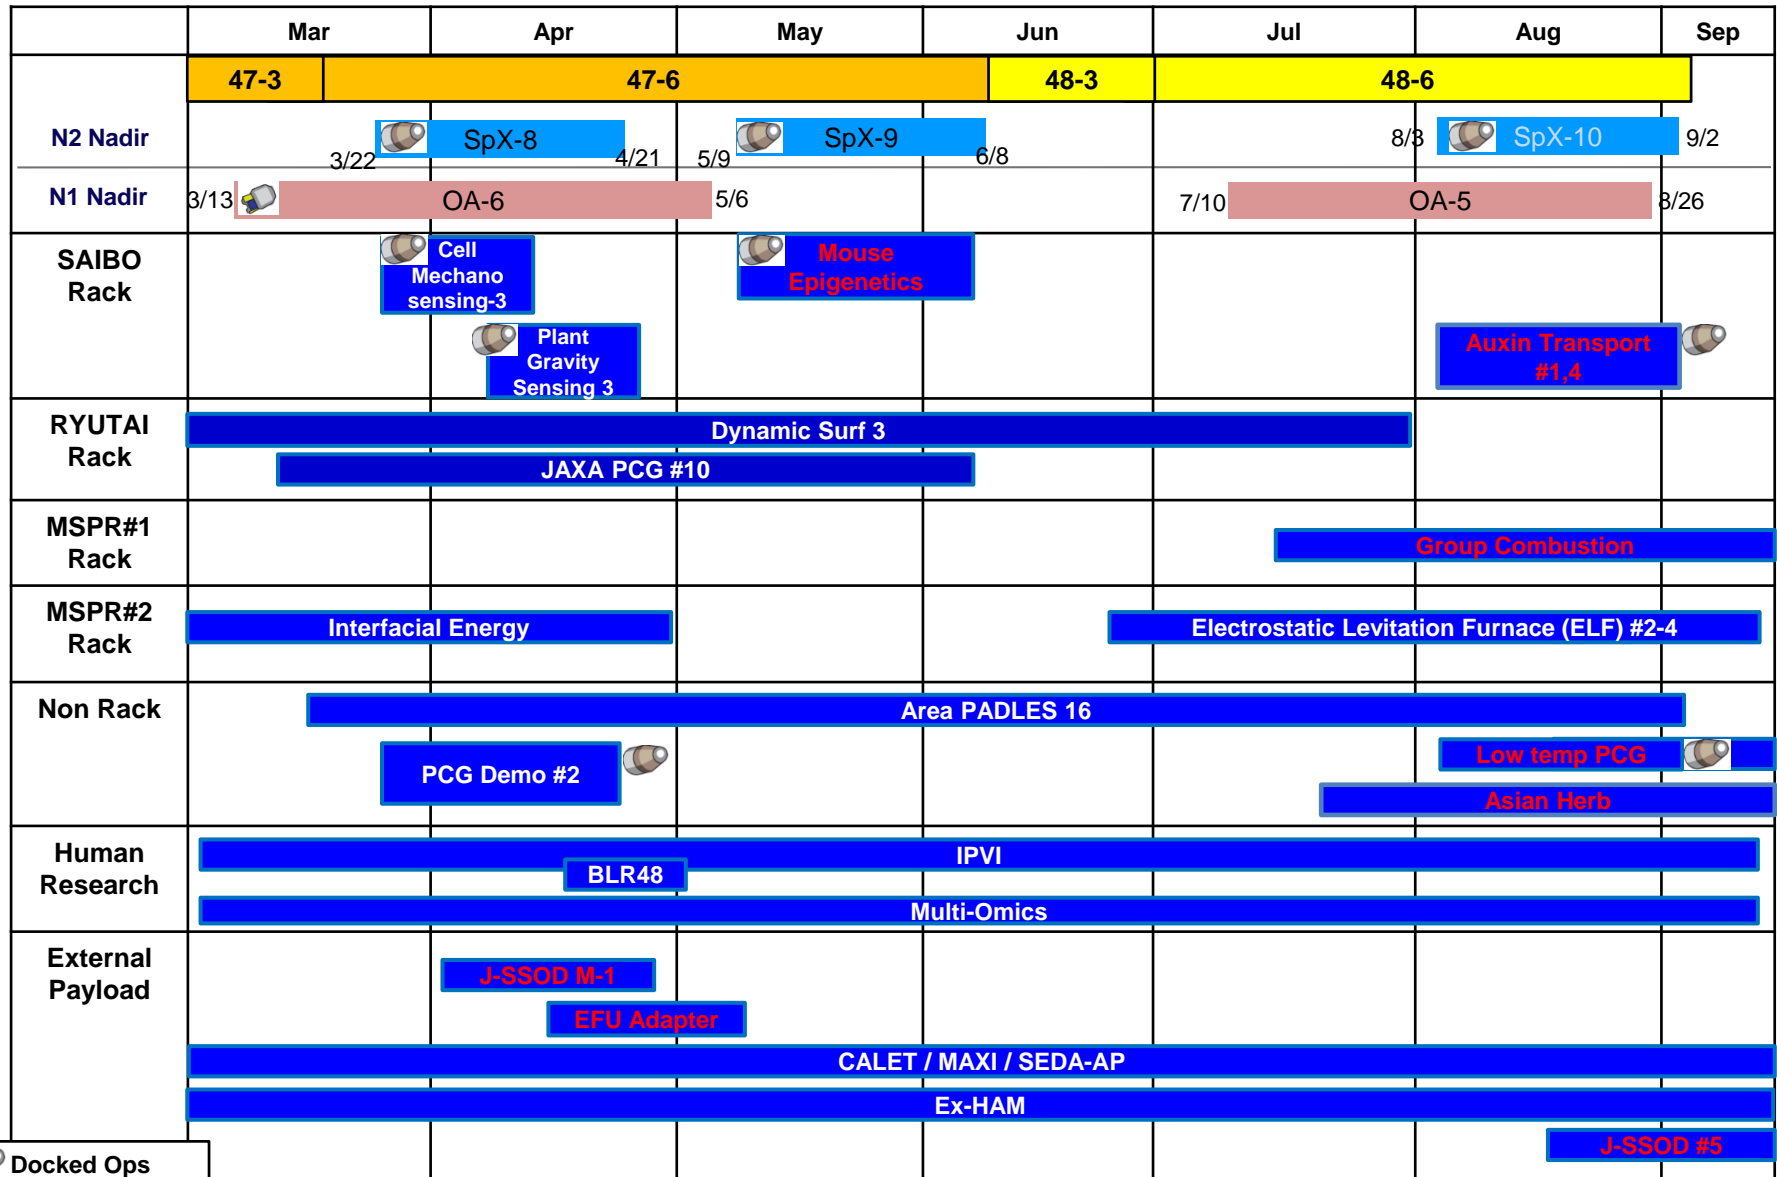 Mar Apr May Jun Jul Aug Sep
47-3 47-6 48-3 48-6
N2 Nadir
SpX-8 SpX-9 SpX-10
3/22 4/21 5/9 6/8 8/3 9/2
N1 Nadir
3/13 OA-6 5/6 7/10 OA-5 8/26
SAIBO
Rack
Cell
Mechano
sensing-3
Mouse
Epigenetics
Plant
Gravity
Sensing 3
Auxin Transport
#1,4
RYUTAI
Rack
Dynamic Surf 3
JAXA PCG #10
MSPR#1
Rack
Group Combustion
MSPR#2
Rack
Interfacial Energy
Electrostatic Levitation Furnace (ELF) #2-4
Non Rack
Area PADLES 16
PCG Demo #2
Low temp PCG
Asian Herb
Human
Research
IPVI
BLR48
Multi-Omics
External
Payload
J-SSOD M-1
EFU Adapter
CALET / MAXI / SEDA-AP
Ex-HAM
J-SSOD #5
Docked Ops